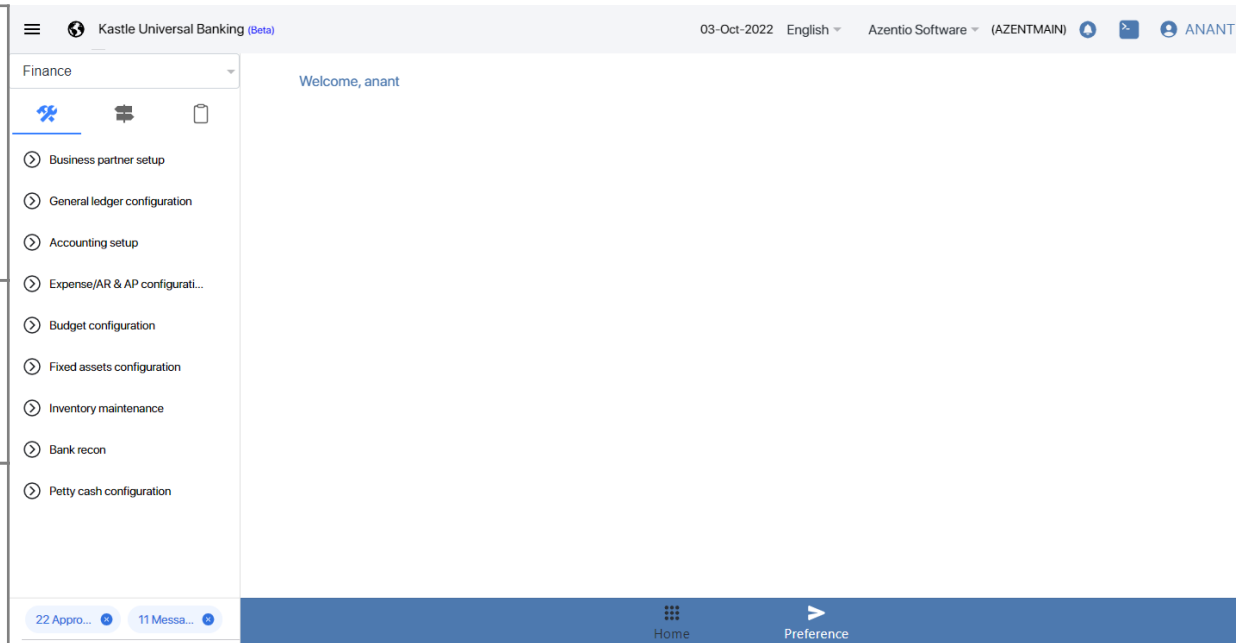 Kastle Universal Banking (Beta) 03-Oct-2022 English Azentio Software (AZENTMAIN) ANANT
Finance
Welcome, anant
Business partner setup
General ledger configuration
Accounting setup
Expense/AR & AP configurati...
Budget configuration
Fixed assets configuration
Inventory maintenance
Bank recon
Petty cash configuration
22 Appro... 11 Messa...
Home Preference